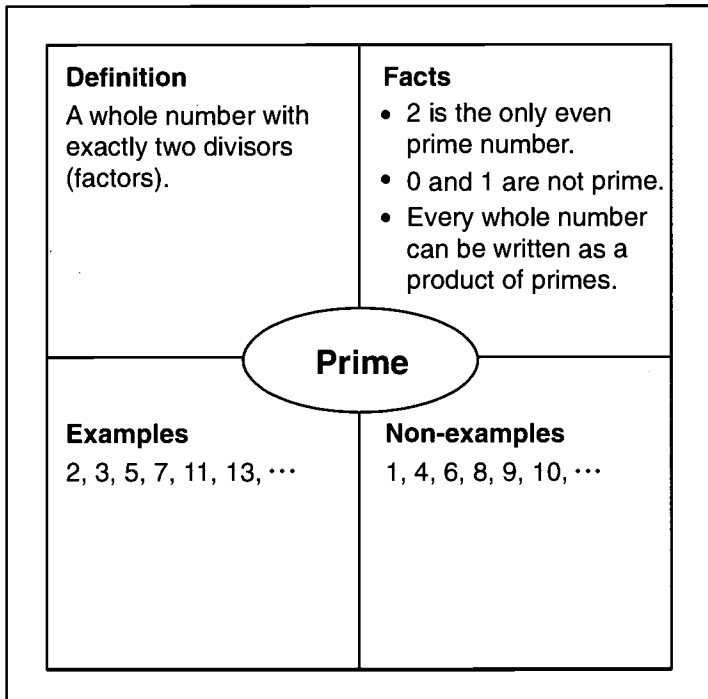 Definition
A whole number with
exactly two divisors
(factors).
Facts
• 2 is the only even
prime number.
• 0 and 1 are not prime.
• Every whole number
can be written as a
product of primes.
Prime
Examples
2, 3, 5, 7, 11, 13, ⋯
Non-examples
1, 4, 6, 8, 9, 10, ⋯